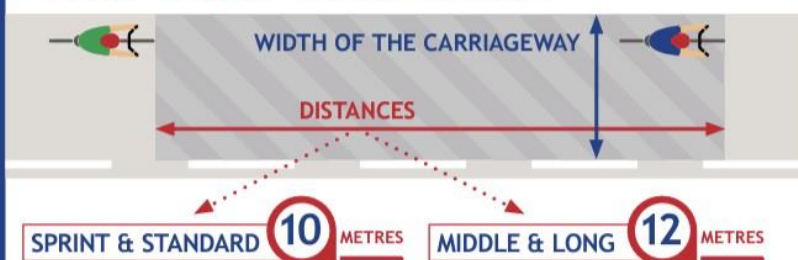 WIDTH OF THE CARRIAGEWAY
DISTANCES
SPRINT & STANDARD 10 METRES MIDDLE & LONG 12 METRES